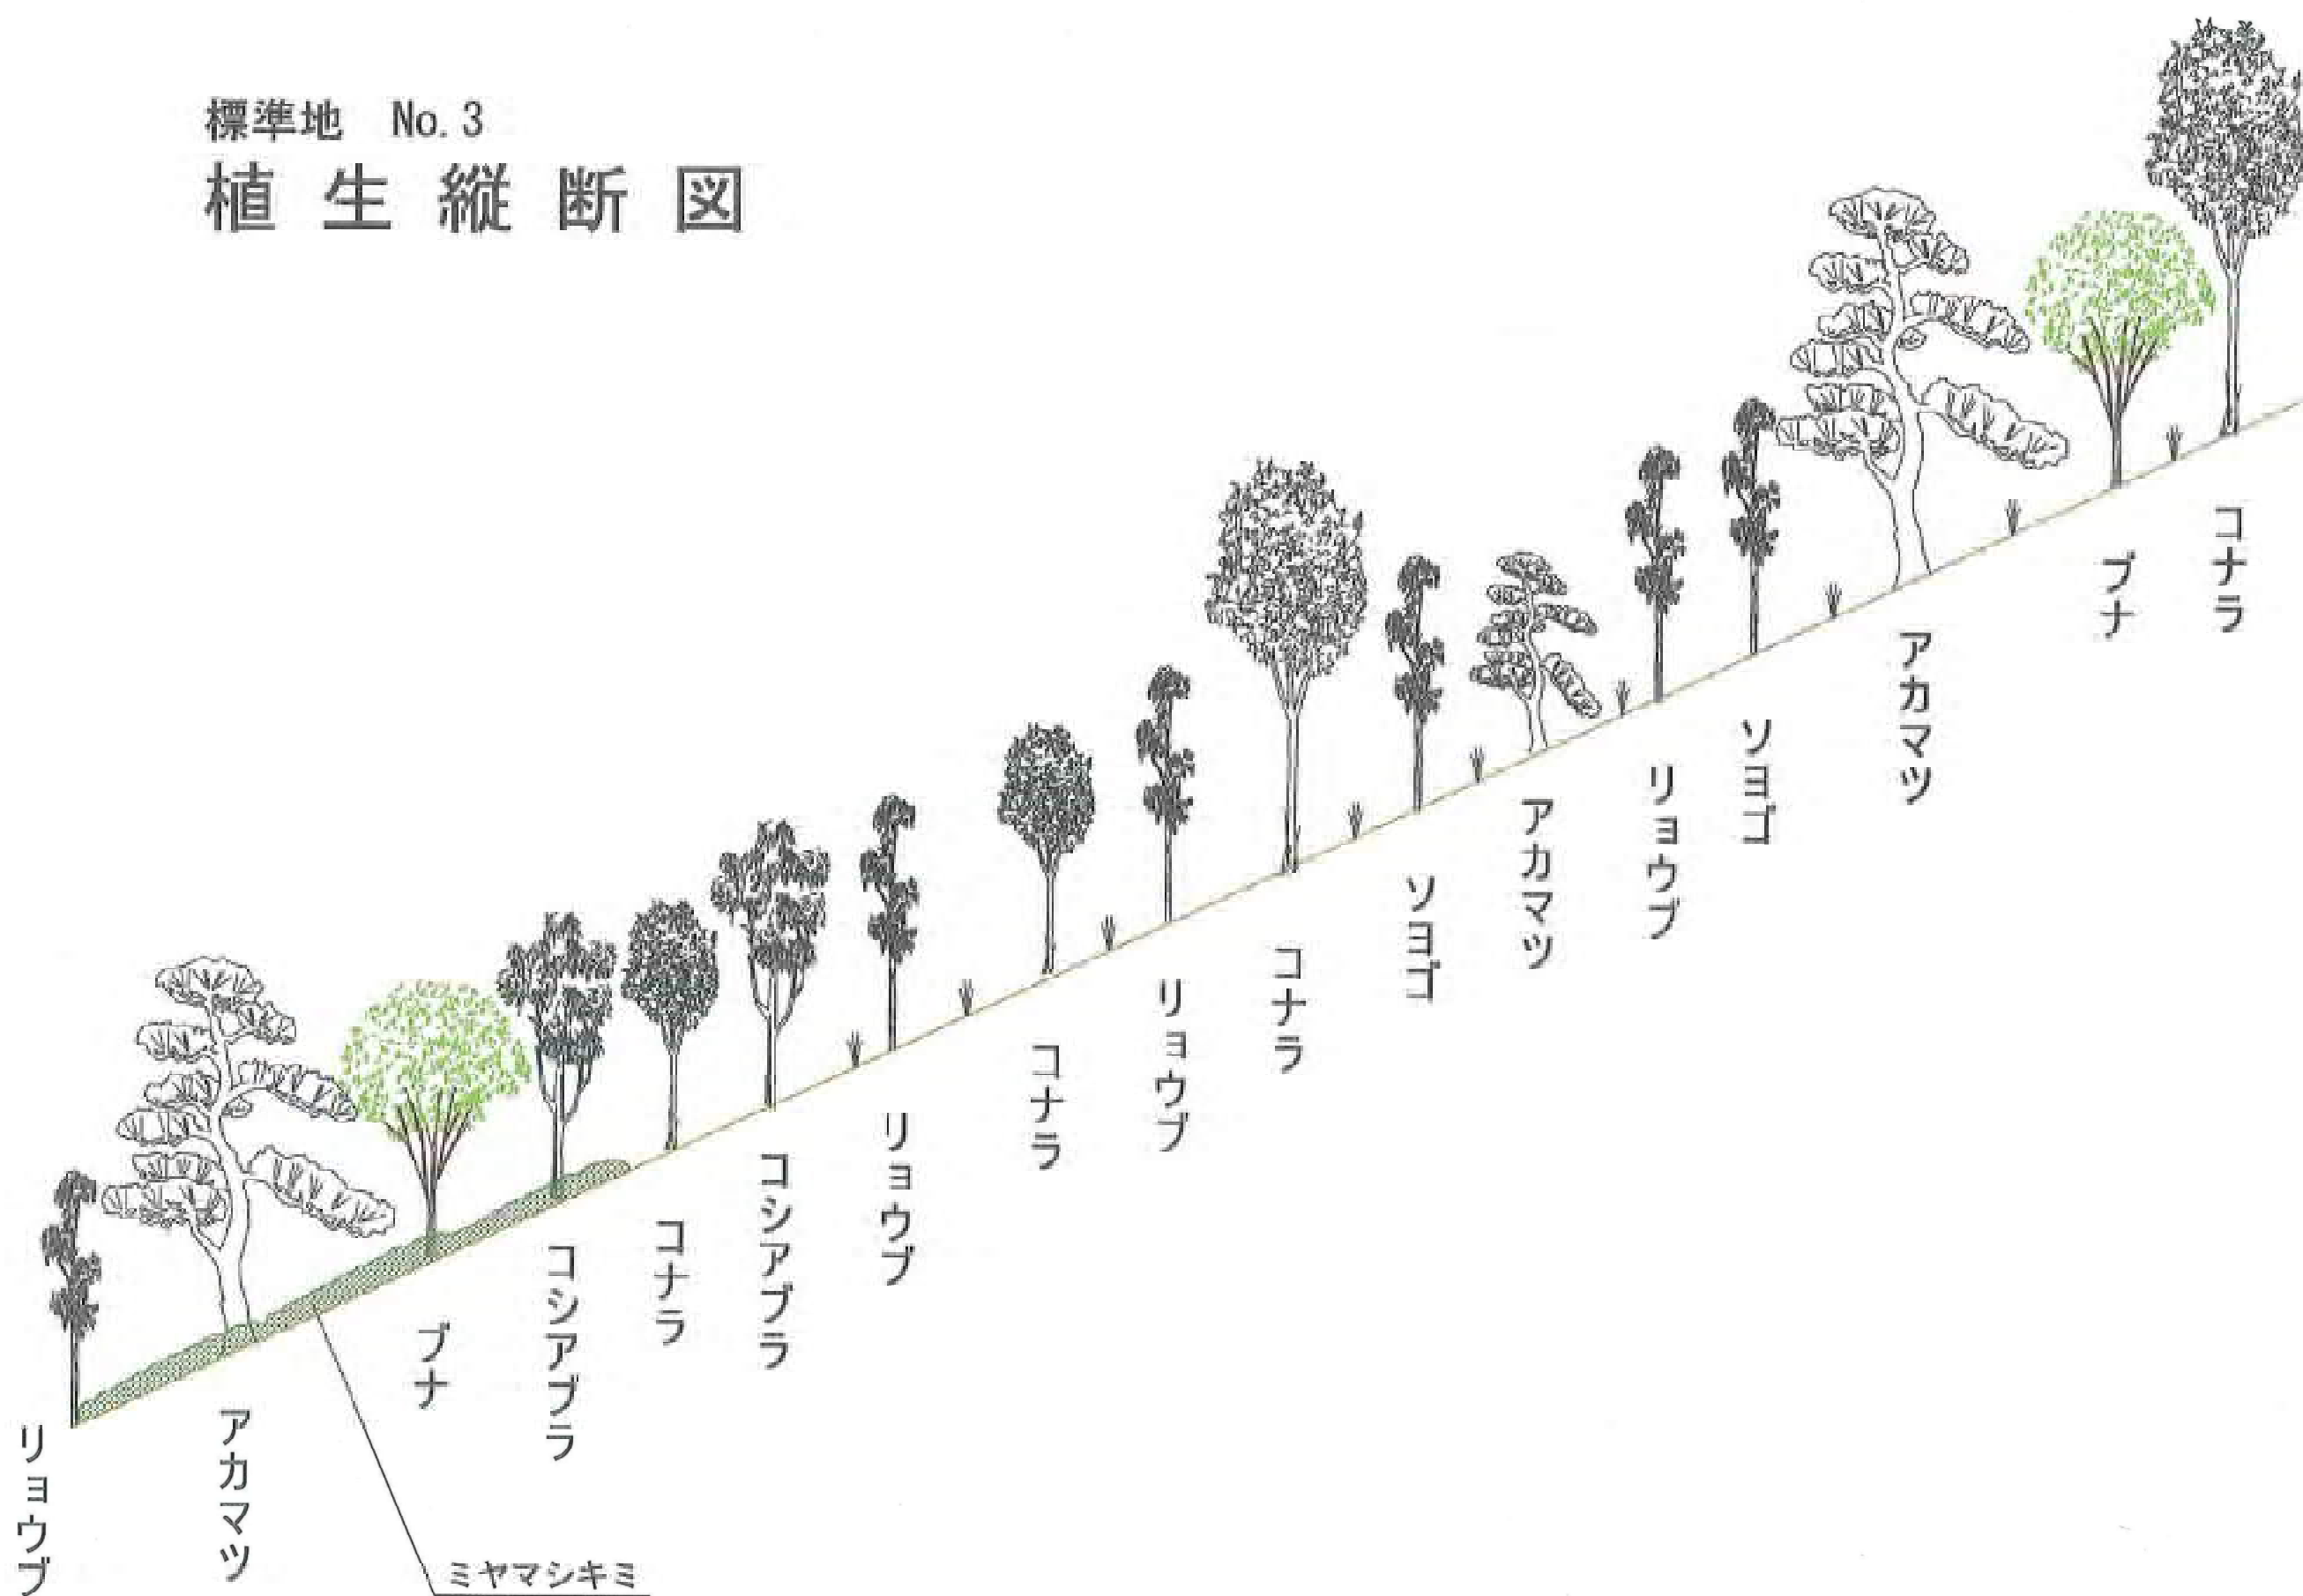 標準地 No.3
植生縦断図
リョウブ
アカマツ
ミヤマシキミ
ブナ
コシアブラ
コナラ
コシアブラ
リョウブ
コナラ
リョウブ
コナラ
ソヨゴ
アカマツ
リョウブ
ソヨゴ
アカマツ
ブナ
コナラ